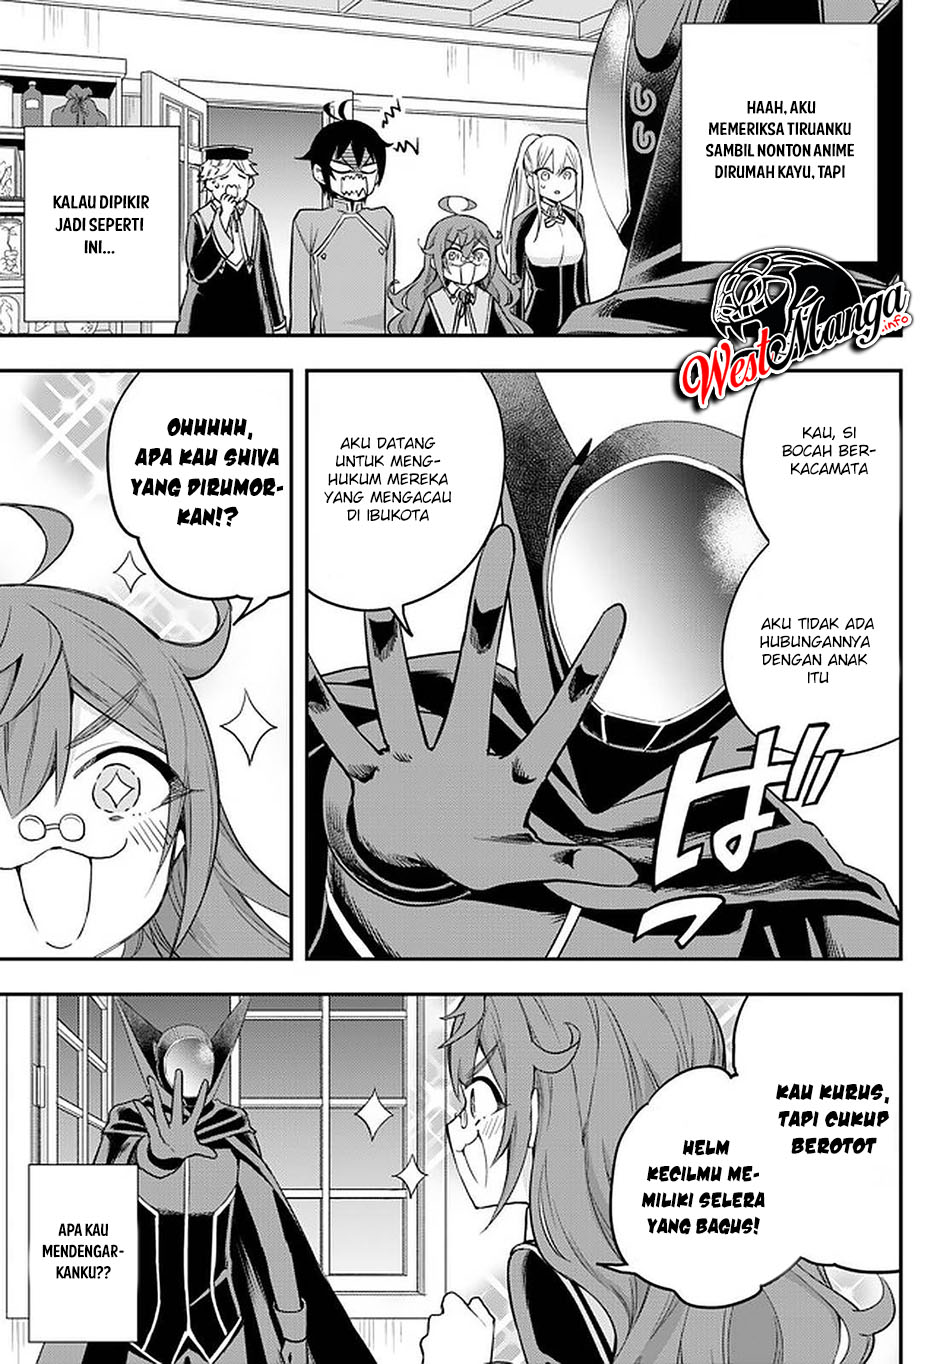 HAAH, AKU
MEMERIKSA TIRUANKU
SAMBIL NONTON ANIME
DIRUMAH KAYU, TAPI
KALAU DIPIKIR
JADI SEPERTI
INI...
WestManga
.info
KAU, SI
BOCAH BER-
KACAMATA
AKU TIDAK ADA
HUBUNGANNYA
DENGAN ANAK
ITU
ば
AKU DATANG
UNTUK MENG-
HUKUM MEREKA
YANG MENGACAU
DI IBUKOTA
OHHHHH,
APA KAU SHIVA
YANG DIRUMOR-
KAN!?
KAU KURUS,
TAPI CUKUP
BEROTOT
HELM
KECILMU ME-
MILIKI SELERA
YANG BAGUS!
APA KAU
MENDENGAR-
KANKU??